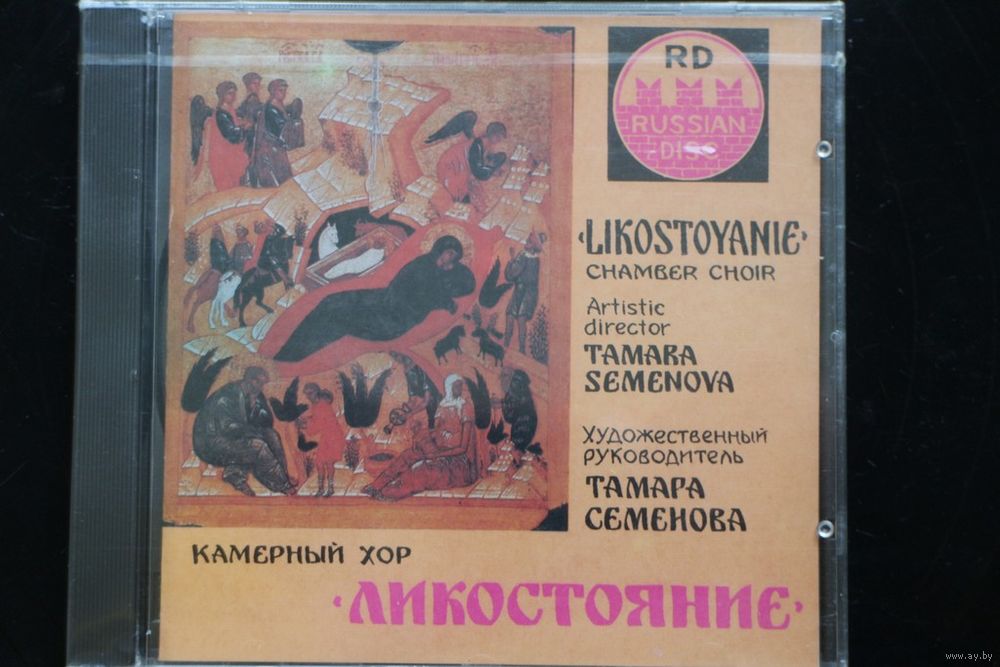 RD
RUSSIAN
-DISC
‹LIKOSTOYANIE›
CHAMBER CHOIR
Artistic
director
TAMARA
SEMENOVA
Художественный
руководитель
ТАМАРА
СЕМЕНОВА
КАМЕРНЫЙ ХОР
‹ЛИКОСТОЯНИЕ›
www.ay.by